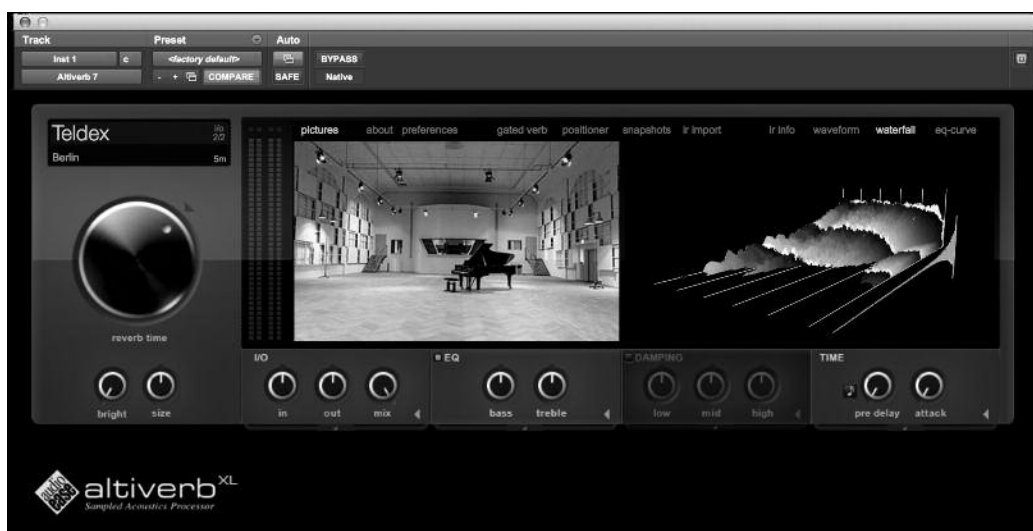 Track Preset Auto
Inst 1 c <factory default> BYPASS
Altiverb 7 - + COMPARE SAFE Native
Teldex i/o 2/2
Berlin 5m
pictures about preferences gated verb positioner snapshots ir import ir info waveform waterfall eq-curve
reverb time
bright size
I/O
in out mix
EQ
bass treble
DAMPING
low mid high
TIME
pre delay attack
AUDIO EASE
altiverb XL
Sampled Acoustics Processor